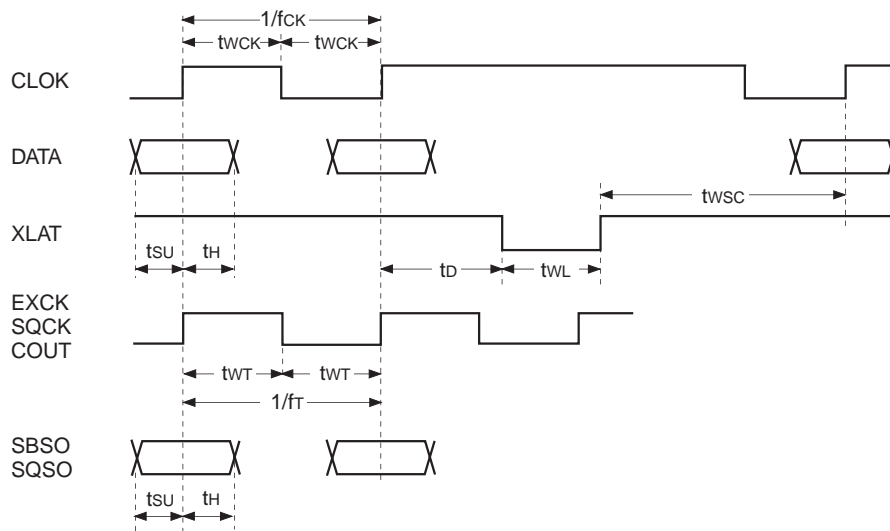 1/fCK
tWCK tWCK
CLOK
DATA
tWSC
XLAT
tSU tH tD tWL
EXCK
SQCK
COUT
tWT tWT
1/fT
SBSO
SQSO
tSU tH